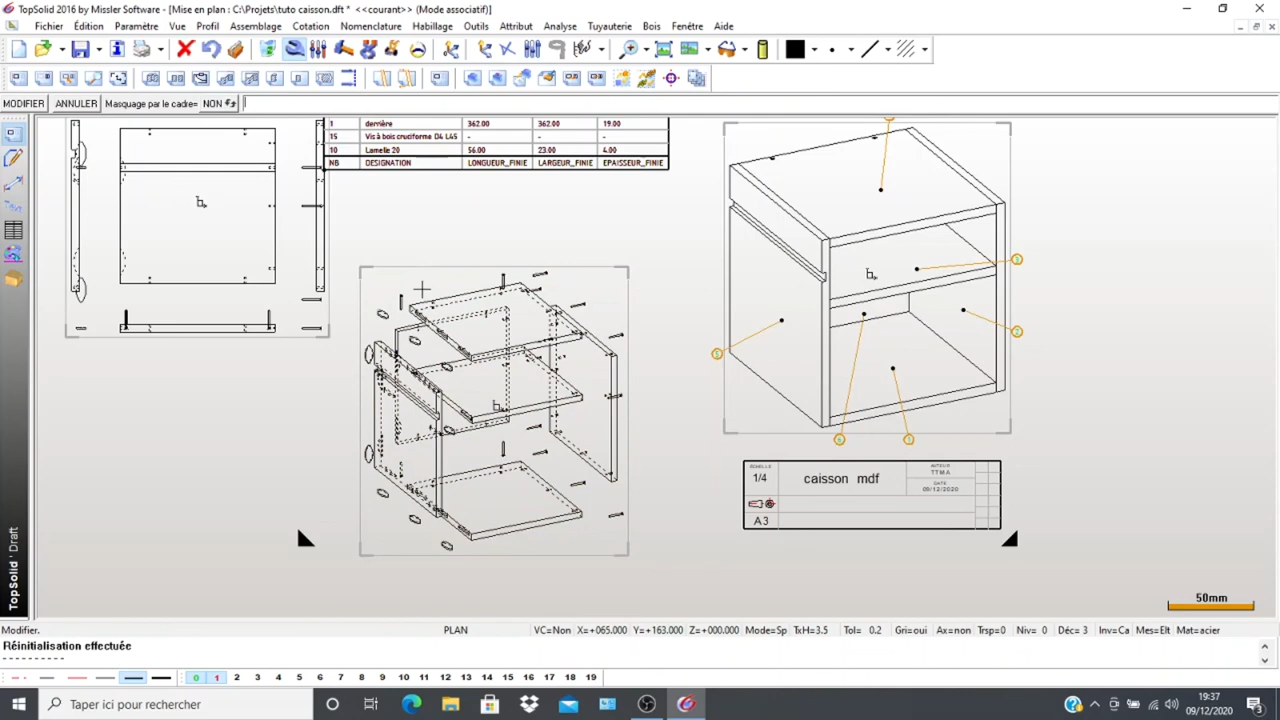 TopSolid 2016 by Missler Software - [Mise en plan : C:\Projets\tuto caisson.dft * <<courant>> (Mode associatif)]
Fichier Édition Paramètre Vue Profil Assemblage Cotation Nomenclature Habillage Outils Attribut Analyse Tuyauterie Bois Fenêtre Aide
MODIFIER ANNULER Masquage par le cadre= NON
1 derrière 362.00 362.00 19.00
15 Vis à bois cruciforme D4 L45 - - -
10 Lamelle 20 56.00 23.00 4.00
NB DESIGNATION LONGUEUR_FINIE LARGEUR_FINIE EPAISSEUR_FINIE
1/4 caisson mdf AUTEUR
TTMA
DATE
09/12/2020
A3
TopSolid ' Draft
50mm
Modifier. PLAN VC=Non X=+065.000 Y=+163.000 Z=+000.000 Mode=Sp TxH=3.5 Tol= 0.2 Gri=oui Ax=non Trsp=0 Niv= 0 Déc= 3 Inv=Ca Mes=Elt Mat=acier
Réinitialisation effectuée
0 1 2 3 4 5 6 7 8 9 10 11 12 13 14 15 16 17 18 19
Taper ici pour rechercher
19:37
09/12/2020
3